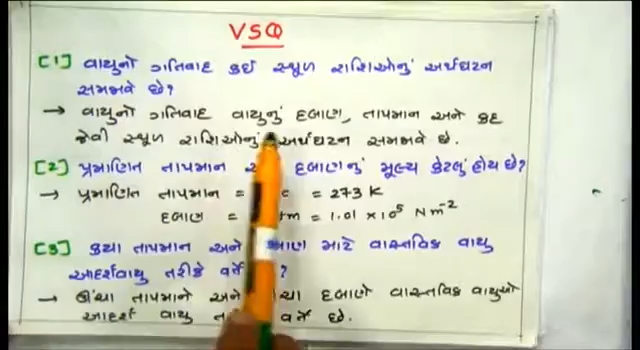 VSQ
[1] વાયુનો ગતિવાદ કઈ સ્થૂળ રાશિઓનું અર્થઘટન
સમજાવે છે?
→ વાયુનો ગતિવાદ વાયુનું દબાણ, તાપમાન અને કદ
જેવી સ્થૂળ રાશિઓનું અર્થઘટન સમજાવે છે.
[2] પ્રમાણિત તાપમાન દબાણનું મૂલ્ય કેટલું હોય છે?
→ પ્રમાણિત તાપમાન = c = 273 K
દબાણ = = 1.01 × 10⁵ Nm⁻²
[3] કયા તાપમાન અને માટે વાસ્તવિક વાયુ
આદર્શવાયુ તરીકે ?
→ ઊંચા તાપમાને અને દબાણે વાસ્તવિક વાયુઓ
આદર્શ વાયુ વર્તે છે.